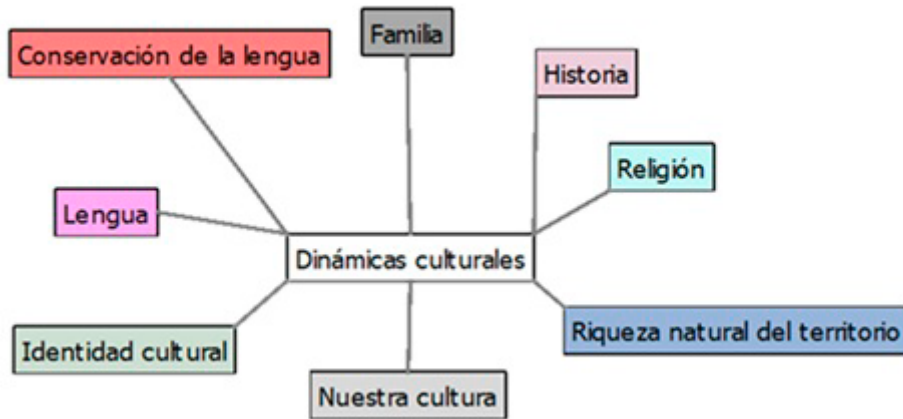 Familia
Conservación de la lengua
Historia
Religión
Lengua
Dinámicas culturales
Identidad cultural
Riqueza natural del territorio
Nuestra cultura